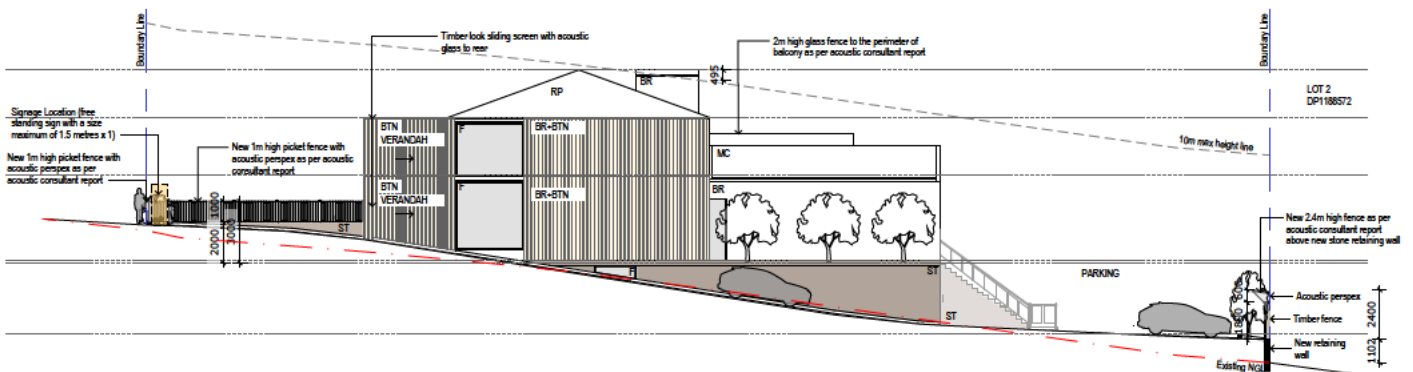 Boundary Line
Timber look sliding screen with acoustic
glass to rear
2m high glass fence to the perimeter of
balcony as per acoustic consultant report
Boundary Line
BR
495
RP
LOT 2
DP1188572
Signage Location (free
standing sign with a size
maximum of 1.5 metres x 1)
New 1m high picket fence with
acoustic perspex as per
acoustic consultant report
New 1m high picket fence with
acoustic perspex as per acoustic
consultant report
BTN
VERANDAH
F
BR+BTN
MC
10m max height line
BTN
VERANDAH
F
BR+BTN
BR
1000
2000
3000
ST
New 2.4m high fence as per
acoustic consultant report
above new stone retaining wall
F
ST
PARKING
ST
600
1800
Acoustic perspex
Timber fence
2400
New retaining
wall
1102
Existing NGL